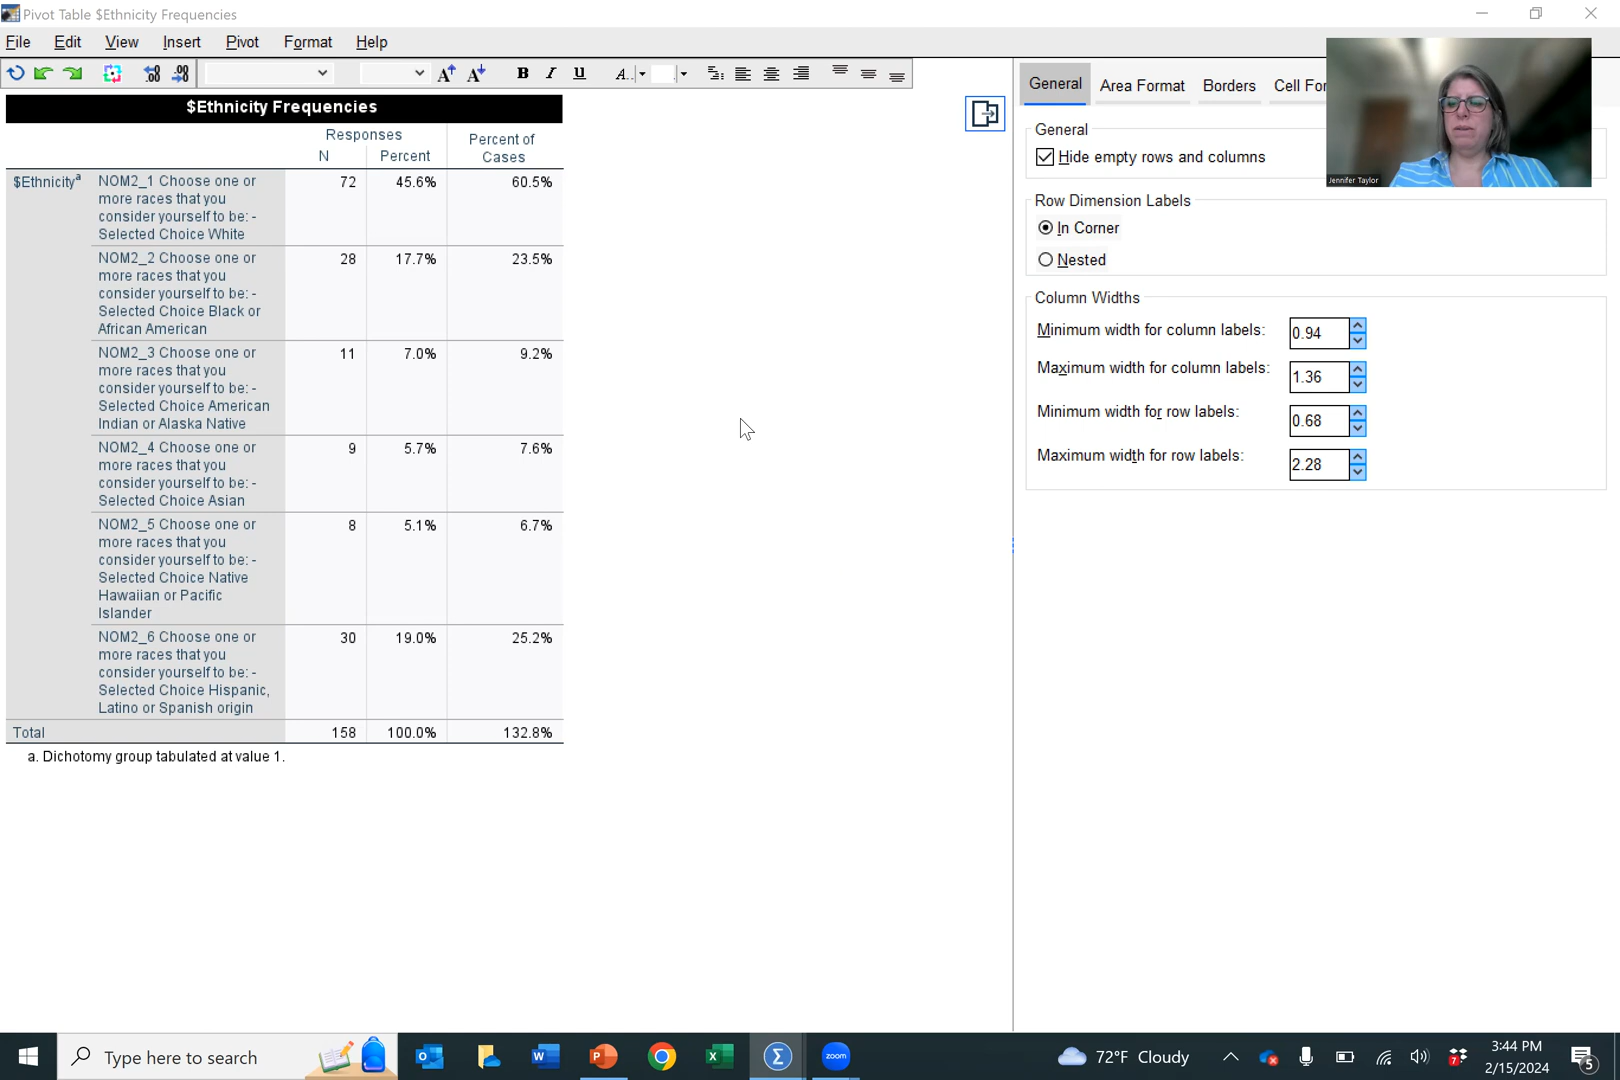 Pivot Table $Ethnicity Frequencies
File Edit View Insert Pivot Format Help
B I U A..
$Ethnicity Frequencies
Responses
Percent of
Cases
N Percent
$Ethnicityᵃ NOM2_1 Choose one or
more races that you
consider yourself to be: -
Selected Choice White
72 45.6% 60.5%
NOM2_2 Choose one or
more races that you
consider yourself to be: -
Selected Choice Black or
African American
28 17.7% 23.5%
NOM2_3 Choose one or
more races that you
consider yourself to be: -
Selected Choice American
Indian or Alaska Native
11 7.0% 9.2%
NOM2_4 Choose one or
more races that you
consider yourself to be: -
Selected Choice Asian
9 5.7% 7.6%
NOM2_5 Choose one or
more races that you
consider yourself to be: -
Selected Choice Native
Hawaiian or Pacific
Islander
8 5.1% 6.7%
NOM2_6 Choose one or
more races that you
consider yourself to be: -
Selected Choice Hispanic,
Latino or Spanish origin
30 19.0% 25.2%
Total 158 100.0% 132.8%
a. Dichotomy group tabulated at value 1.
General Area Format Borders Cell For
General
Hide empty rows and columns
Row Dimension Labels
In Corner
Nested
Column Widths
Minimum width for column labels: 0.94
Maximum width for column labels: 1.36
Minimum width for row labels: 0.68
Maximum width for row labels: 2.28
Jennifer Taylor
Type here to search
zoom
72°F Cloudy
7
3:44 PM
2/15/2024
5